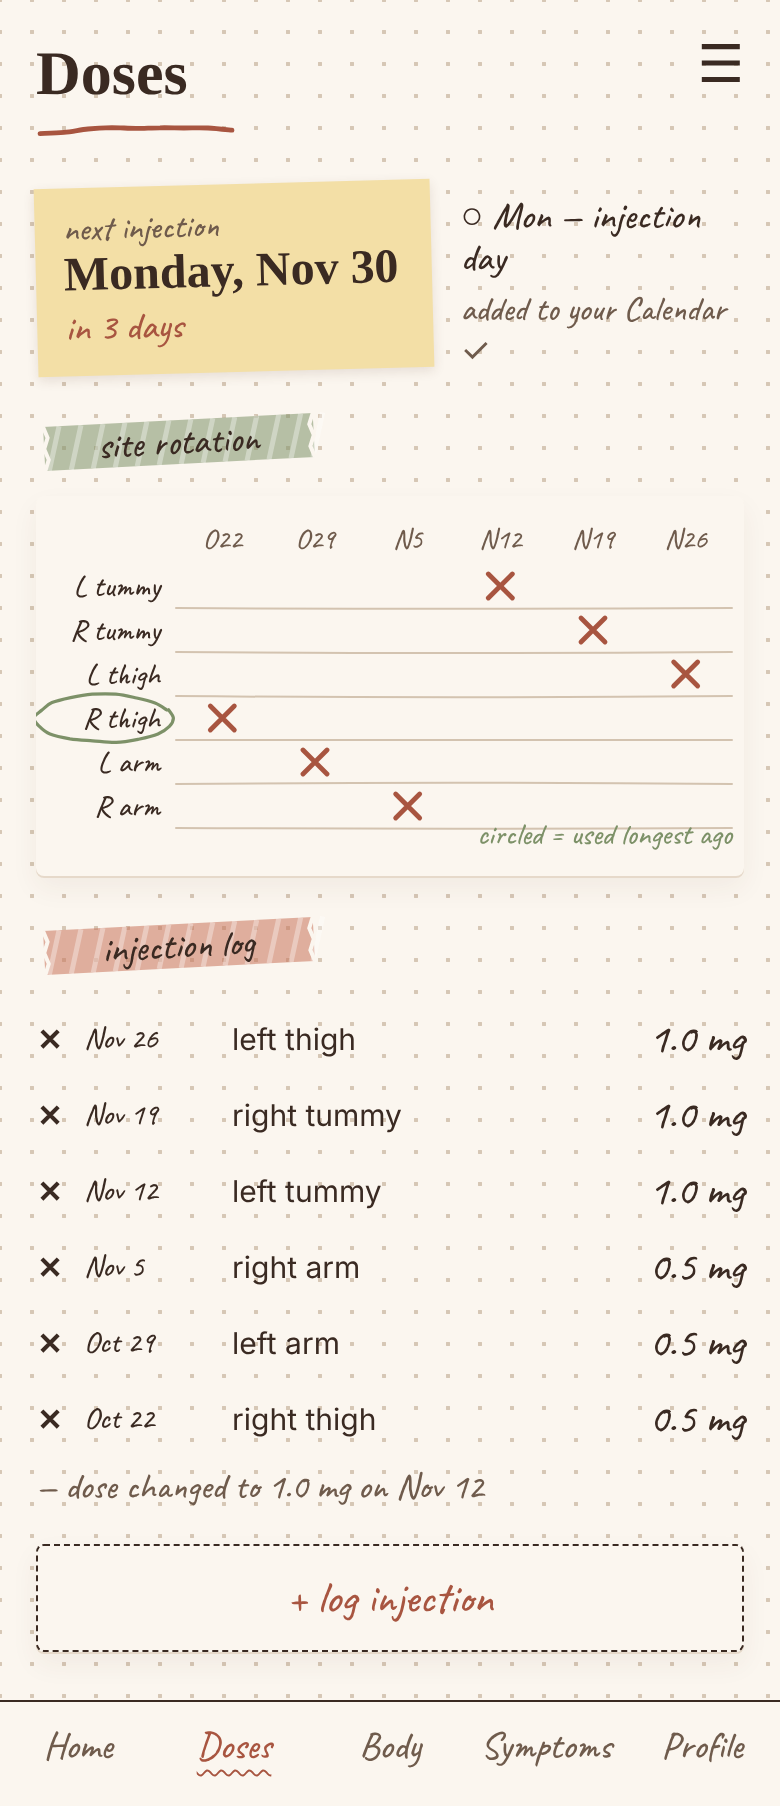 Doses
next injection
Monday, Nov 30
in 3 days
○ Mon – injection
day
added to your Calendar
✓
site rotation
O22 O29 N5 N12 N19 N26
L tummy
R tummy
L thigh
R thigh
L arm
R arm
circled = used longest ago
injection log
× Nov 26 left thigh 1.0 mg
× Nov 19 right tummy 1.0 mg
× Nov 12 left tummy 1.0 mg
× Nov 5 right arm 0.5 mg
× Oct 29 left arm 0.5 mg
× Oct 22 right thigh 0.5 mg
– dose changed to 1.0 mg on Nov 12
+ log injection
Home Doses Body Symptoms Profile